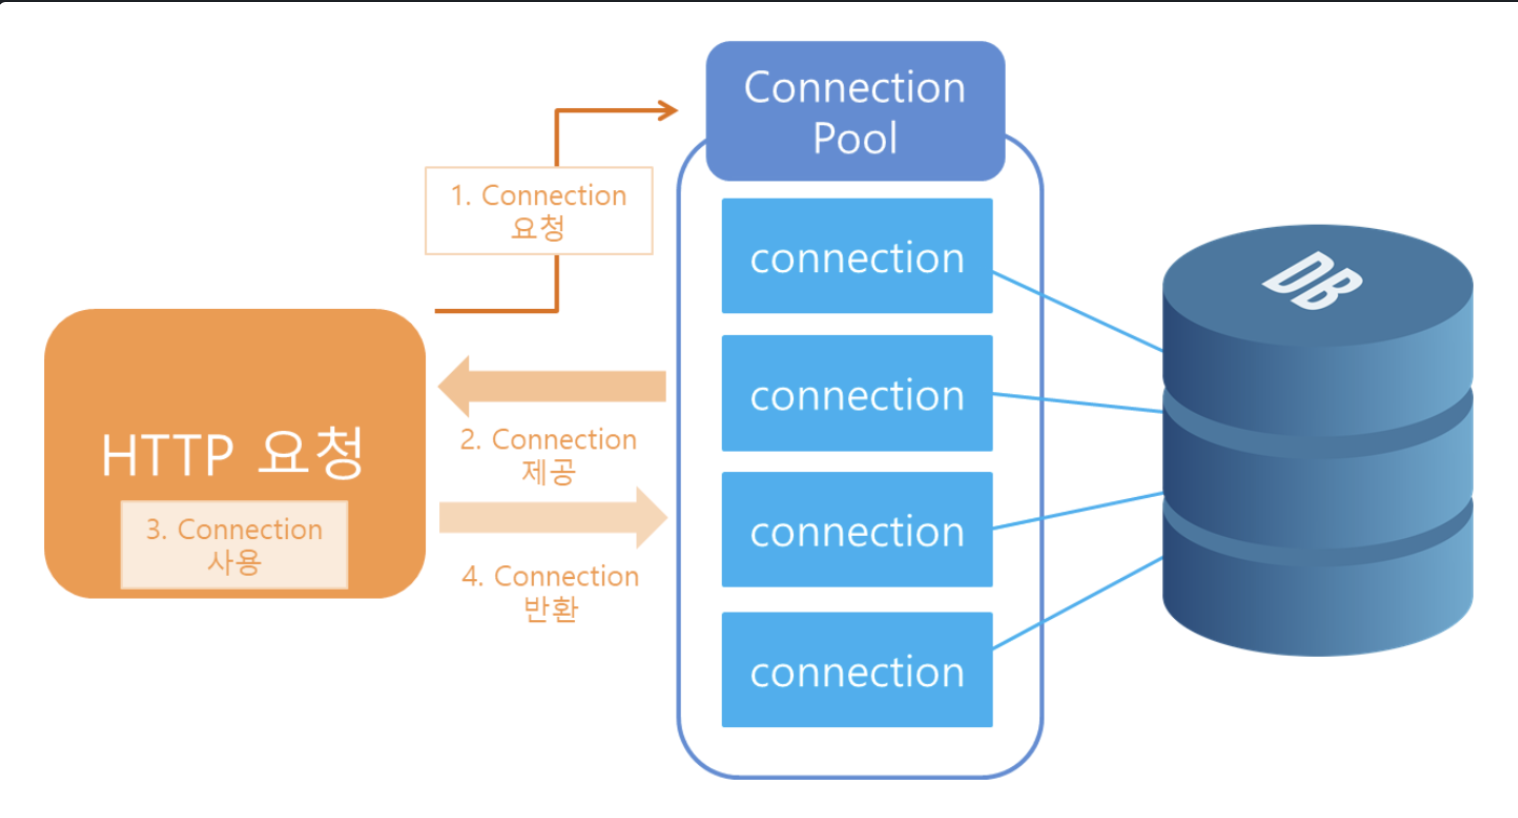 Connection
Pool
1. Connection
요청
connection
DB
connection
2. Connection
제공
HTTP 요청
3. Connection
사용
connection
4. Connection
반환
connection